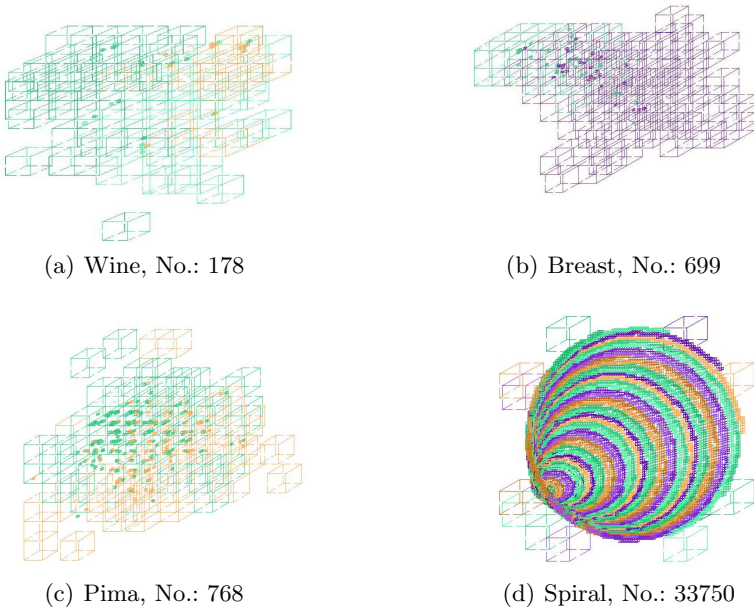 (a) Wine, No.: 178
(b) Breast, No.: 699
(c) Pima, No.: 768
(d) Spiral, No.: 33750